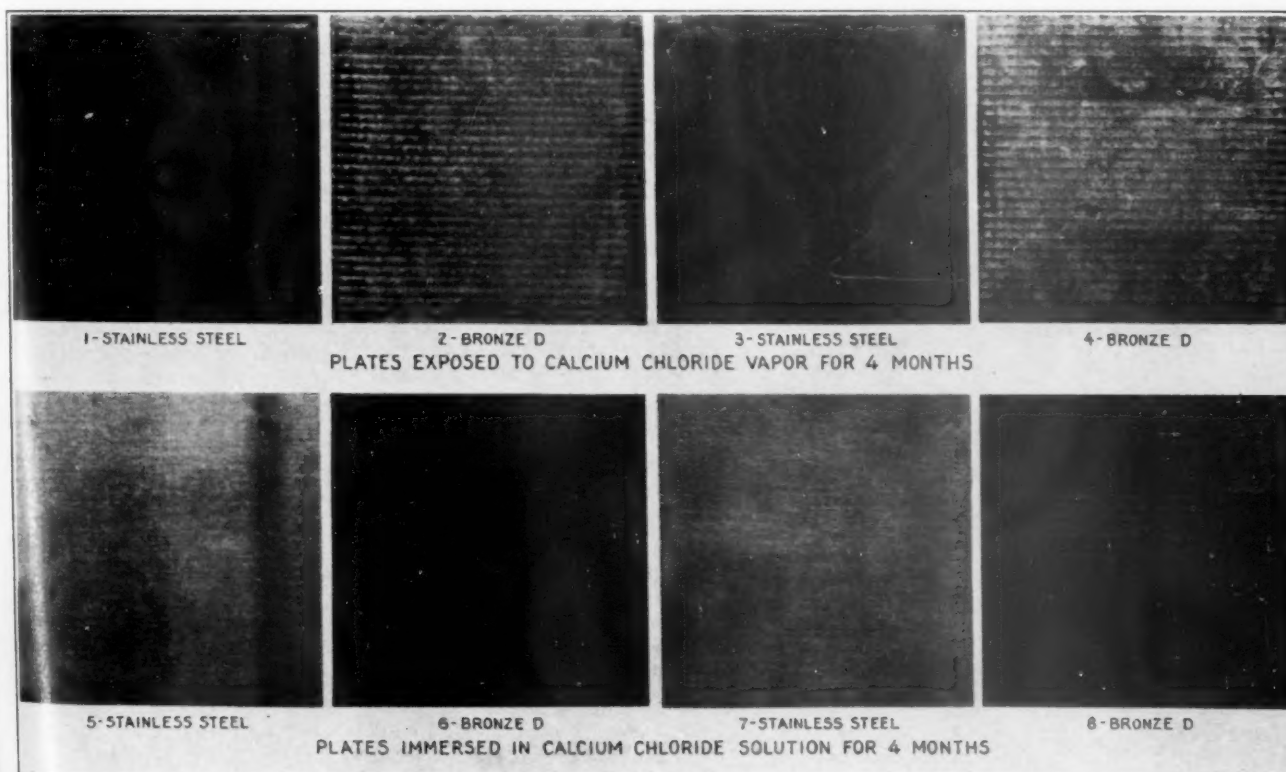 1-STAINLESS STEEL 2-BRONZE D 3-STAINLESS STEEL 4-BRONZE D
PLATES EXPOSED TO CALCIUM CHLORIDE VAPOR FOR 4 MONTHS
5-STAINLESS STEEL 6-BRONZE D 7-STAINLESS STEEL 8-BRONZE D
PLATES IMMERSED IN CALCIUM CHLORIDE SOLUTION FOR 4 MONTHS